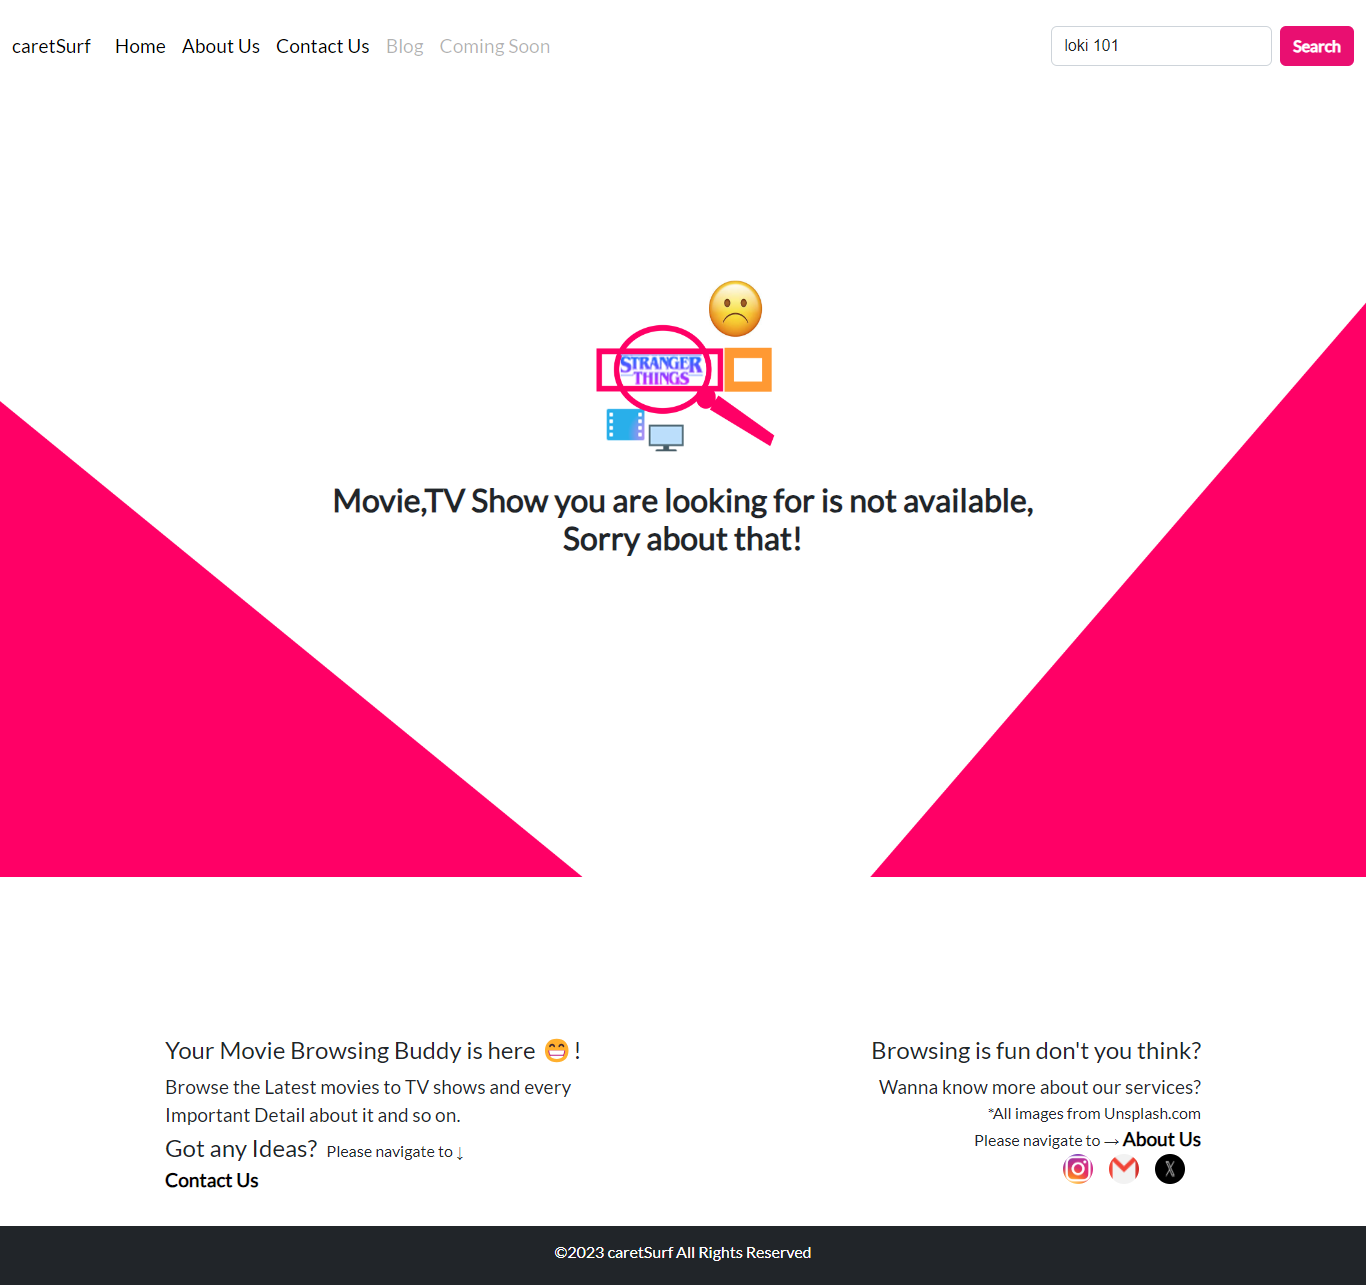 caretSurf Home About Us Contact Us Blog Coming Soon loki 101 Search
STRANGER
THINGS
Movie,TV Show you are looking for is not available,
Sorry about that!
Your Movie Browsing Buddy is here 😁 !
Browse the Latest movies to TV shows and every
Important Detail about it and so on.
Got any Ideas? Please navigate to ↓
Contact Us
Browsing is fun don't you think?
Wanna know more about our services?
*All images from Unsplash.com
Please navigate to → About Us
©2023 caretSurf All Rights Reserved